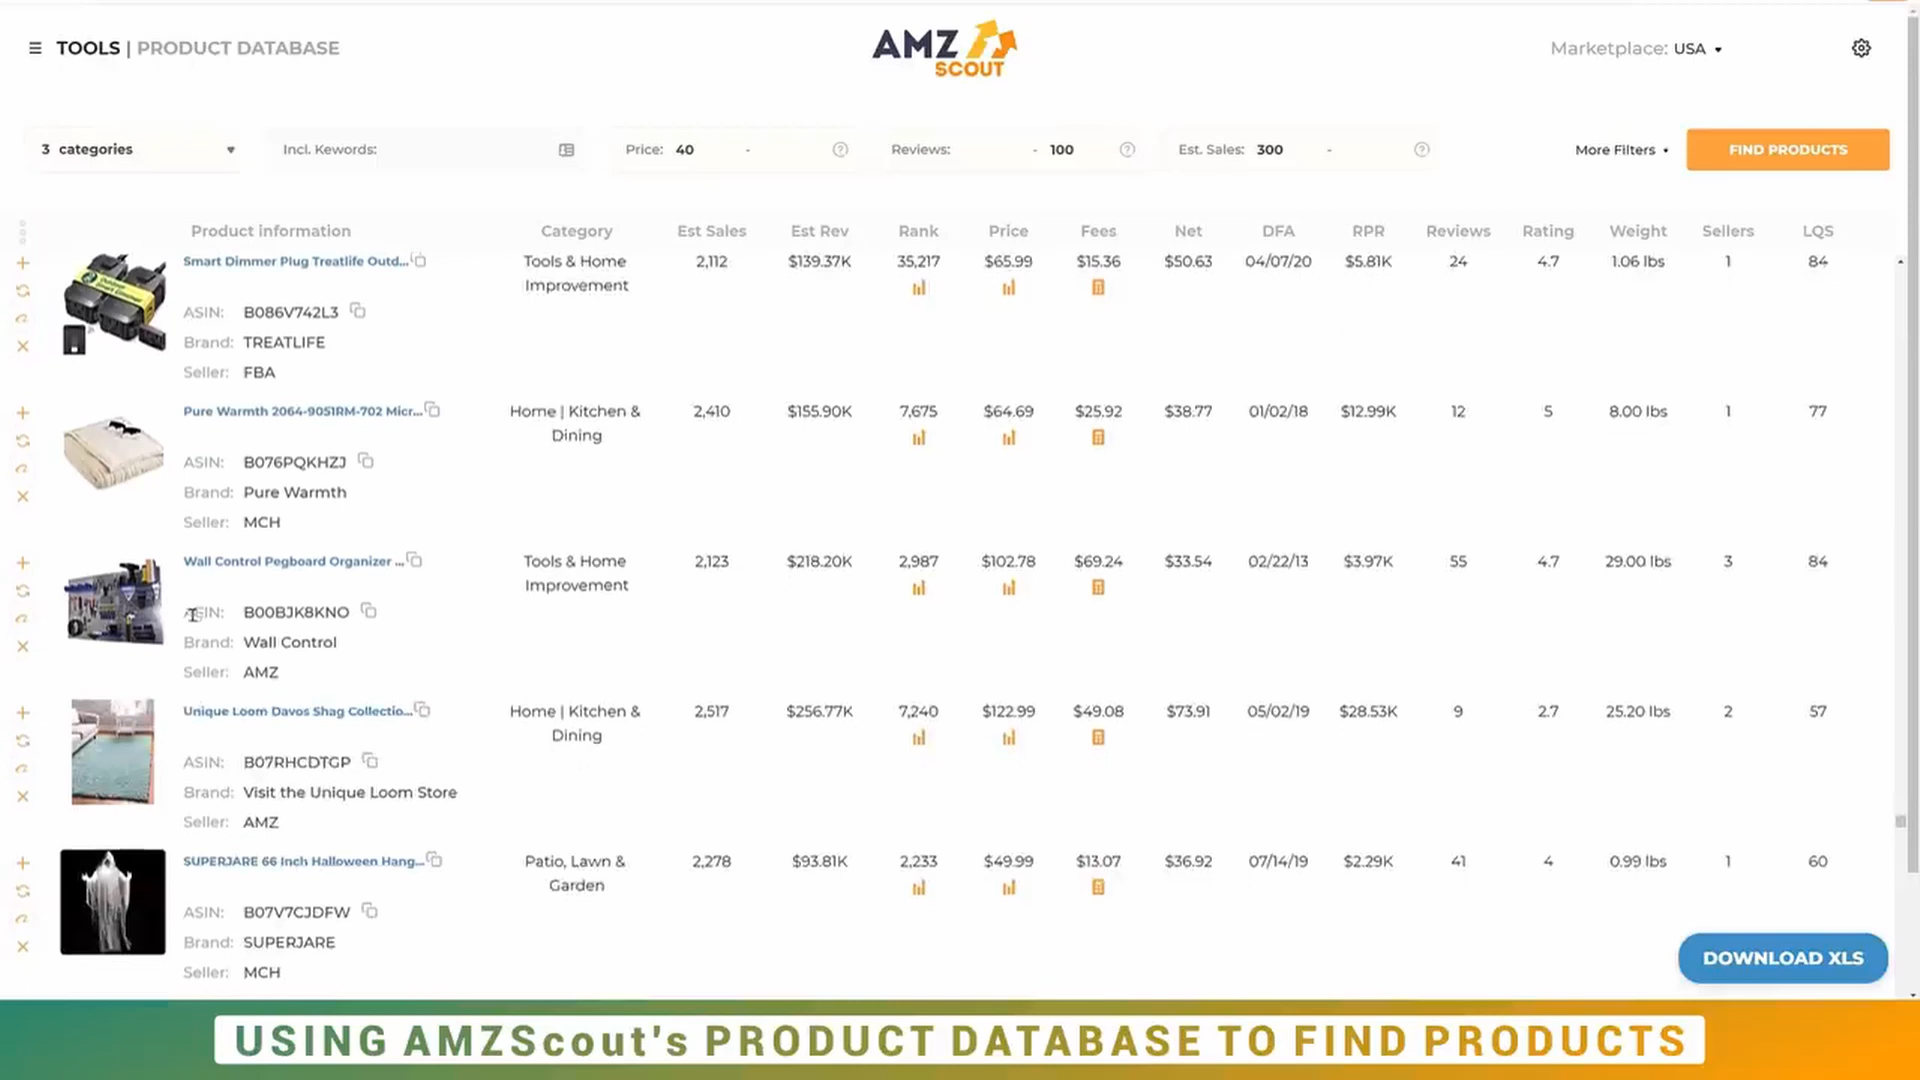 TOOLS | PRODUCT DATABASE
AMZ SCOUT
Marketplace: USA
3 categories
Incl. Kewords:
Price: 40 -
Reviews: - 100
Est. Sales: 300 -
More Filters
FIND PRODUCTS
Product information Category Est Sales Est Rev Rank Price Fees Net DFA RPR Reviews Rating Weight Sellers LQS
Smart Dimmer Plug Treatlife Outd... Tools & Home Improvement 2,112 $139.37K 35,217 $65.99 $15.36 $50.63 04/07/20 $5.81K 24 4.7 1.06 lbs 1 84
ASIN: B086V742L3
Brand: TREATLIFE
Seller: FBA
Pure Warmth 2064-9051RM-702 Micr... Home | Kitchen & Dining 2,410 $155.90K 7,675 $64.69 $25.92 $38.77 01/02/18 $12.99K 12 5 8.00 lbs 1 77
ASIN: B076PQKHZJ
Brand: Pure Warmth
Seller: MCH
Wall Control Pegboard Organizer ... Tools & Home Improvement 2,123 $218.20K 2,987 $102.78 $69.24 $33.54 02/22/13 $3.97K 55 4.7 29.00 lbs 3 84
ASIN: B00BJK8KNO
Brand: Wall Control
Seller: AMZ
Unique Loom Davos Shag Collectio... Home | Kitchen & Dining 2,517 $256.77K 7,240 $122.99 $49.08 $73.91 05/02/19 $28.53K 9 2.7 25.20 lbs 2 57
ASIN: B07RHCDTGP
Brand: Visit the Unique Loom Store
Seller: AMZ
SUPERJARE 66 Inch Halloween Hang... Patio, Lawn & Garden 2,278 $93.81K 2,233 $49.99 $13.07 $36.92 07/14/19 $2.29K 41 4 0.99 lbs 1 60
ASIN: B07V7CJDFW
Brand: SUPERJARE
Seller: MCH
DOWNLOAD XLS
USING AMZScout's PRODUCT DATABASE TO FIND PRODUCTS